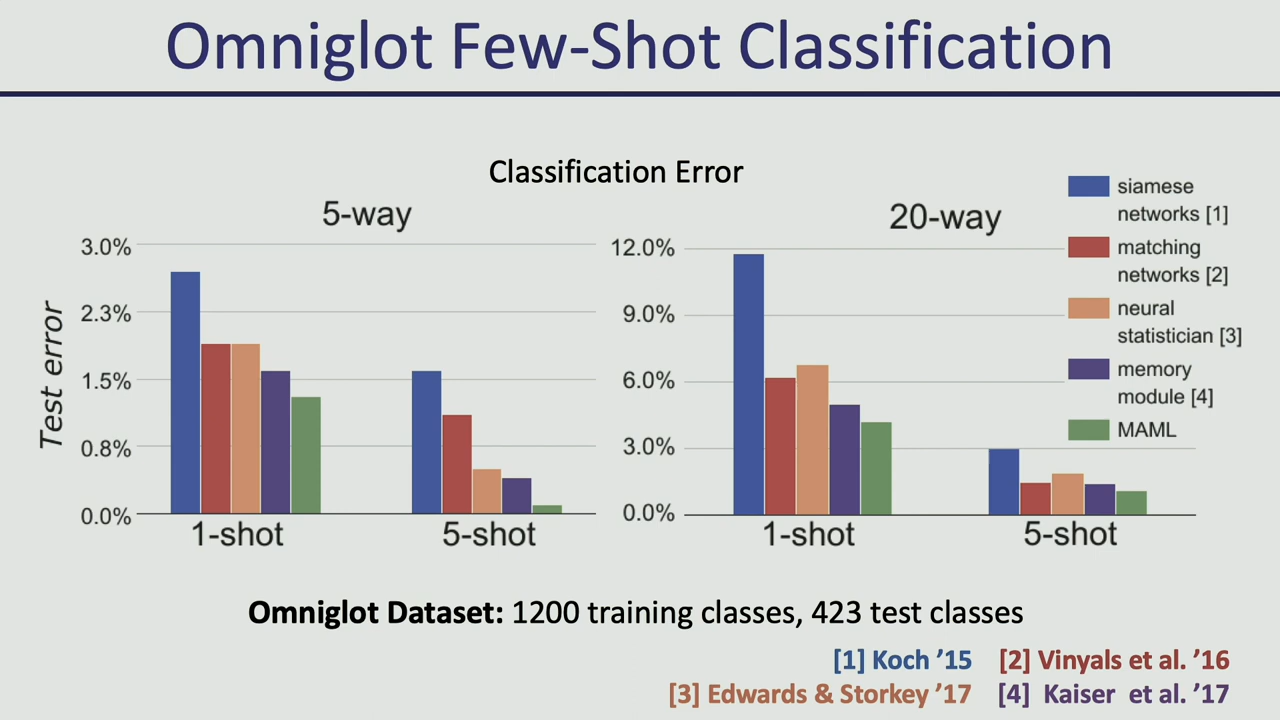 Omniglot Few-Shot Classification
Classification Error
5-way
3.0%
2.3%
1.5%
0.8%
0.0%
Test error
1-shot
5-shot
20-way
12.0%
9.0%
6.0%
3.0%
0.0%
1-shot
5-shot
siamese
networks [1]
matching
networks [2]
neural
statistician [3]
memory
module [4]
MAML
Omniglot Dataset: 1200 training classes, 423 test classes
[1] Koch ’15 [2] Vinyals et al. ’16
[3] Edwards & Storkey ’17 [4] Kaiser et al. ’17